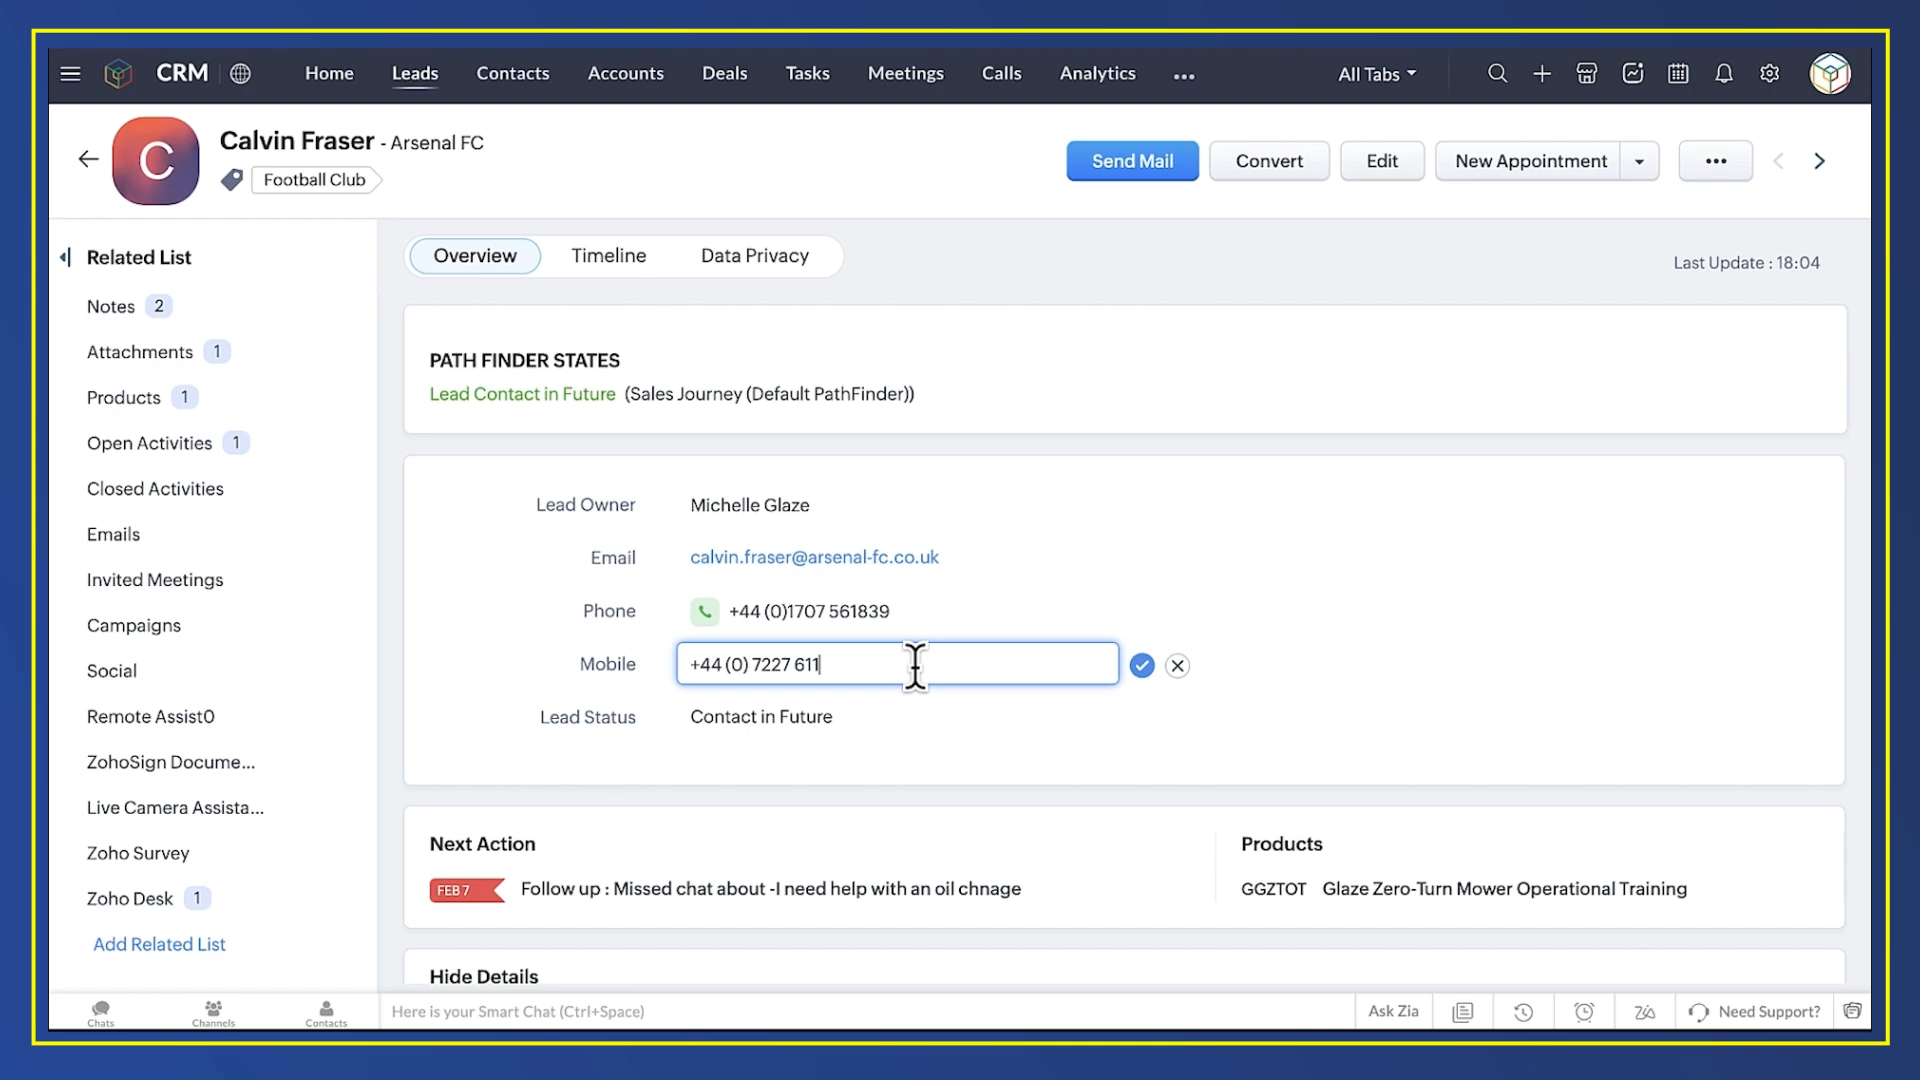 CRM Home Leads Contacts Accounts Deals Tasks Meetings Calls Analytics ... All Tabs
C
Calvin Fraser - Arsenal FC
Football Club
Send Mail Convert Edit New Appointment ...
Related List
Notes 2
Attachments 1
Products 1
Open Activities 1
Closed Activities
Emails
Invited Meetings
Campaigns
Social
Remote Assist0
ZohoSign Docume...
Live Camera Assista...
Zoho Survey
Zoho Desk 1
Add Related List
Overview Timeline Data Privacy
Last Update : 18:04
PATH FINDER STATES
Lead Contact in Future (Sales Journey (Default PathFinder))
Lead Owner Michelle Glaze
Email calvin.fraser@arsenal-fc.co.uk
Phone +44 (0)1707 561839
Mobile +44 (0) 7227 611
Lead Status Contact in Future
Next Action
FEB 7 Follow up : Missed chat about -I need help with an oil chnage
Products
GGZTOT Glaze Zero-Turn Mower Operational Training
Hide Details
Chats Channels Contacts
Here is your Smart Chat (Ctrl+Space)
Ask Zia
Need Support?